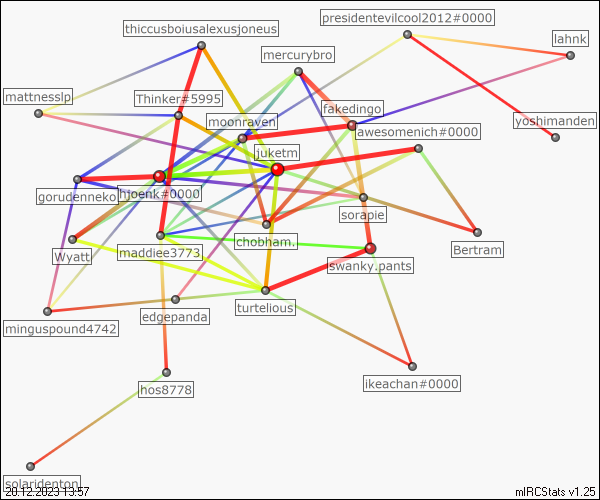 presidentevilcool2012#0000
thiccusboiusalexusjoneus
lahnk
mercurybro
mattnesslp
Thinker#5995
fakedingo
moonraven
yoshimanden
awesomenich#0000
juketm
gorudenneko
hjoenk#0000
sorapie
chobham.
Bertram
Wyatt
maddiee3773
swanky.pants
turtelious
edgepanda
minguspound4742
ikeachan#0000
hos8778
solaridenton
20.12.2023 13:57
mIRCStats v1.25